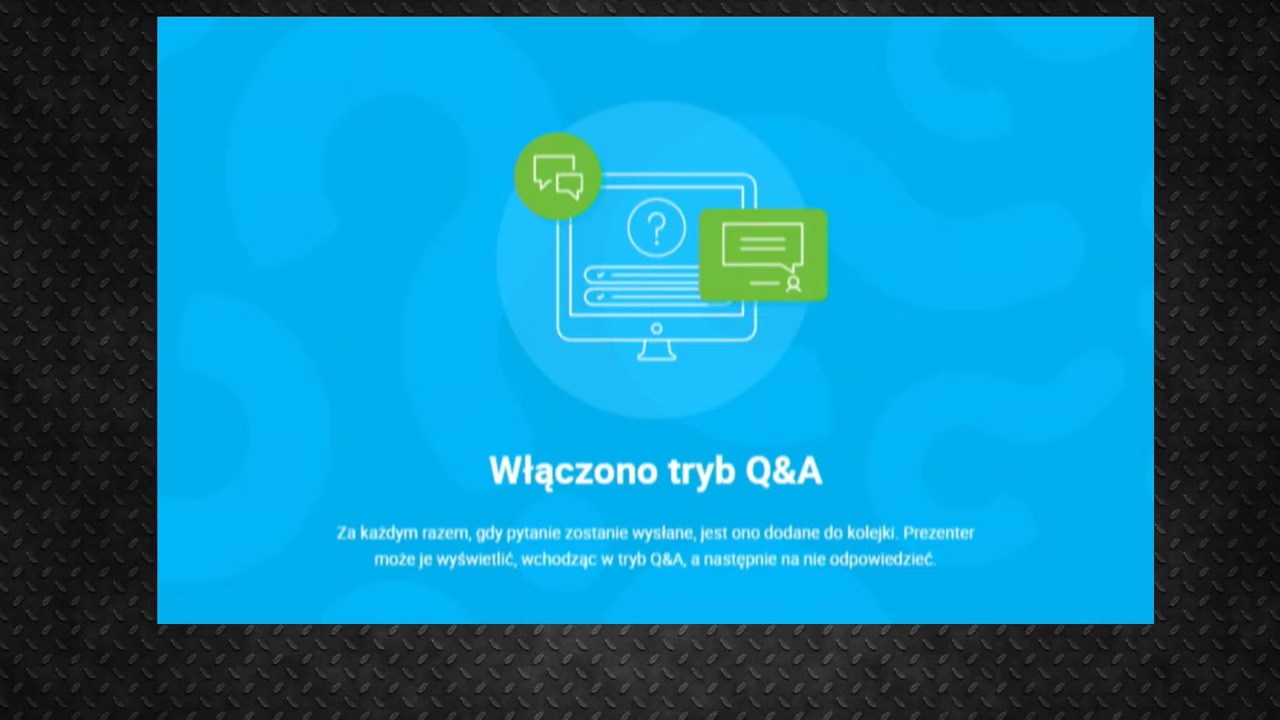 Włączono tryb Q&A
Za każdym razem, gdy pytanie zostanie wysłane, jest ono dodane do kolejki. Prezenter
może je wyświetlić, wchodząc w tryb Q&A, a następnie na nie odpowiedzieć.